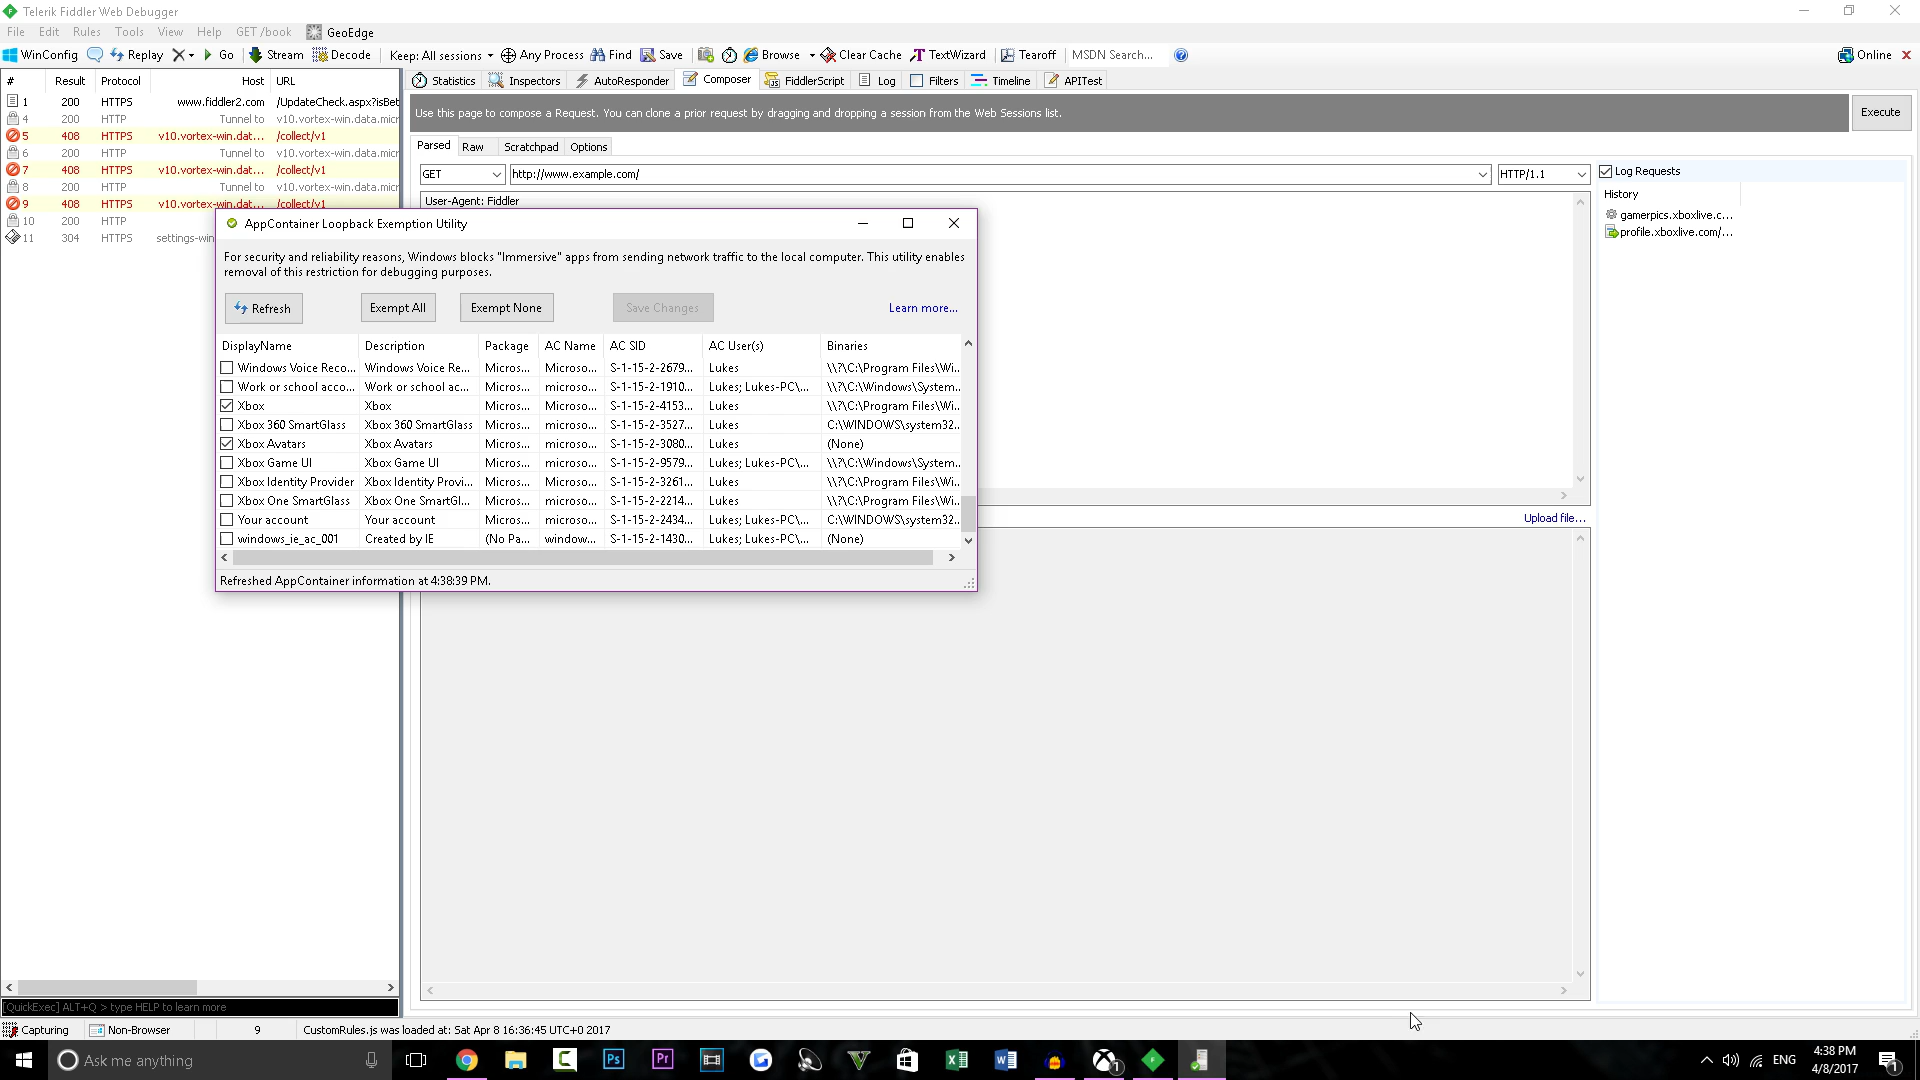 Telerik Fiddler Web Debugger
File Edit Rules Tools View Help GET /book GeoEdge
WinConfig Replay Go Stream Decode Keep: All sessions Any Process Find Save Browse Clear Cache TextWizard Tearoff MSDN Search... Online
# Result Protocol Host URL
1 200 HTTPS www.fiddler2.com /UpdateCheck.aspx?isBet
4 200 HTTP Tunnel to v10.vortex-win.data.micr
5 408 HTTPS v10.vortex-win.dat... /collect/v1
6 200 HTTP Tunnel to v10.vortex-win.data.micr
7 408 HTTPS v10.vortex-win.dat... /collect/v1
8 200 HTTP Tunnel to v10.vortex-win.data.micr
9 408 HTTPS v10.vortex-win.dat... /collect/v1
10 200 HTTP
11 304 HTTPS settings-win
Statistics Inspectors AutoResponder Composer FiddlerScript Log Filters Timeline APITest
Use this page to compose a Request. You can clone a prior request by dragging and dropping a session from the Web Sessions list.
Execute
Parsed Raw Scratchpad Options
GET http://www.example.com/ HTTP/1.1
User-Agent: Fiddler
Log Requests
History
gamerpics.xboxlive.c...
profile.xboxlive.com/...
AppContainer Loopback Exemption Utility
For security and reliability reasons, Windows blocks "Immersive" apps from sending network traffic to the local computer. This utility enables
removal of this restriction for debugging purposes.
Refresh Exempt All Exempt None Save Changes Learn more...
DisplayName Description Package AC Name AC SID AC User(s) Binaries
Windows Voice Reco... Windows Voice Re... Micros... Microso... S-1-15-2-2679... Lukes \\?\C:\Program Files\Wi...
Work or school acco... Work or school ac... Micros... Microso... S-1-15-2-1910... Lukes; Lukes-PC\... \\?\C:\Windows\System...
Xbox Xbox Micros... Microso... S-1-15-2-4153... Lukes \\?\C:\Program Files\Wi...
Xbox 360 SmartGlass Xbox 360 SmartGlass Micros... Microso... S-1-15-2-3527... Lukes C:\WINDOWS\system32...
Xbox Avatars Xbox Avatars Micros... microso... S-1-15-2-3080... Lukes (None)
Xbox Game UI Xbox Game UI Micros... microso... S-1-15-2-9579... Lukes; Lukes-PC\... \\?\C:\Windows\System...
Xbox Identity Provider Xbox Identity Provi... Micros... microso... S-1-15-2-3261... Lukes \\?\C:\Program Files\Wi...
Xbox One SmartGlass Xbox One SmartGl... Micros... microso... S-1-15-2-2214... Lukes \\?\C:\Program Files\Wi...
Your account Your account Micros... microso... S-1-15-2-2434... Lukes; Lukes-PC\... C:\WINDOWS\system32...
windows_ie_ac_001 Created by IE (No Pa... window... S-1-15-2-1430... Lukes; Lukes-PC\... (None)
Refreshed AppContainer information at 4:38:39 PM.
Upload file...
[QuickExec] ALT+Q > type HELP to learn more
Capturing Non-Browser 9 CustomRules.js was loaded at: Sat Apr 8 16:36:45 UTC+0 2017
Ask me anything
Ps Pr
1
ENG
4:38 PM
4/8/2017
1